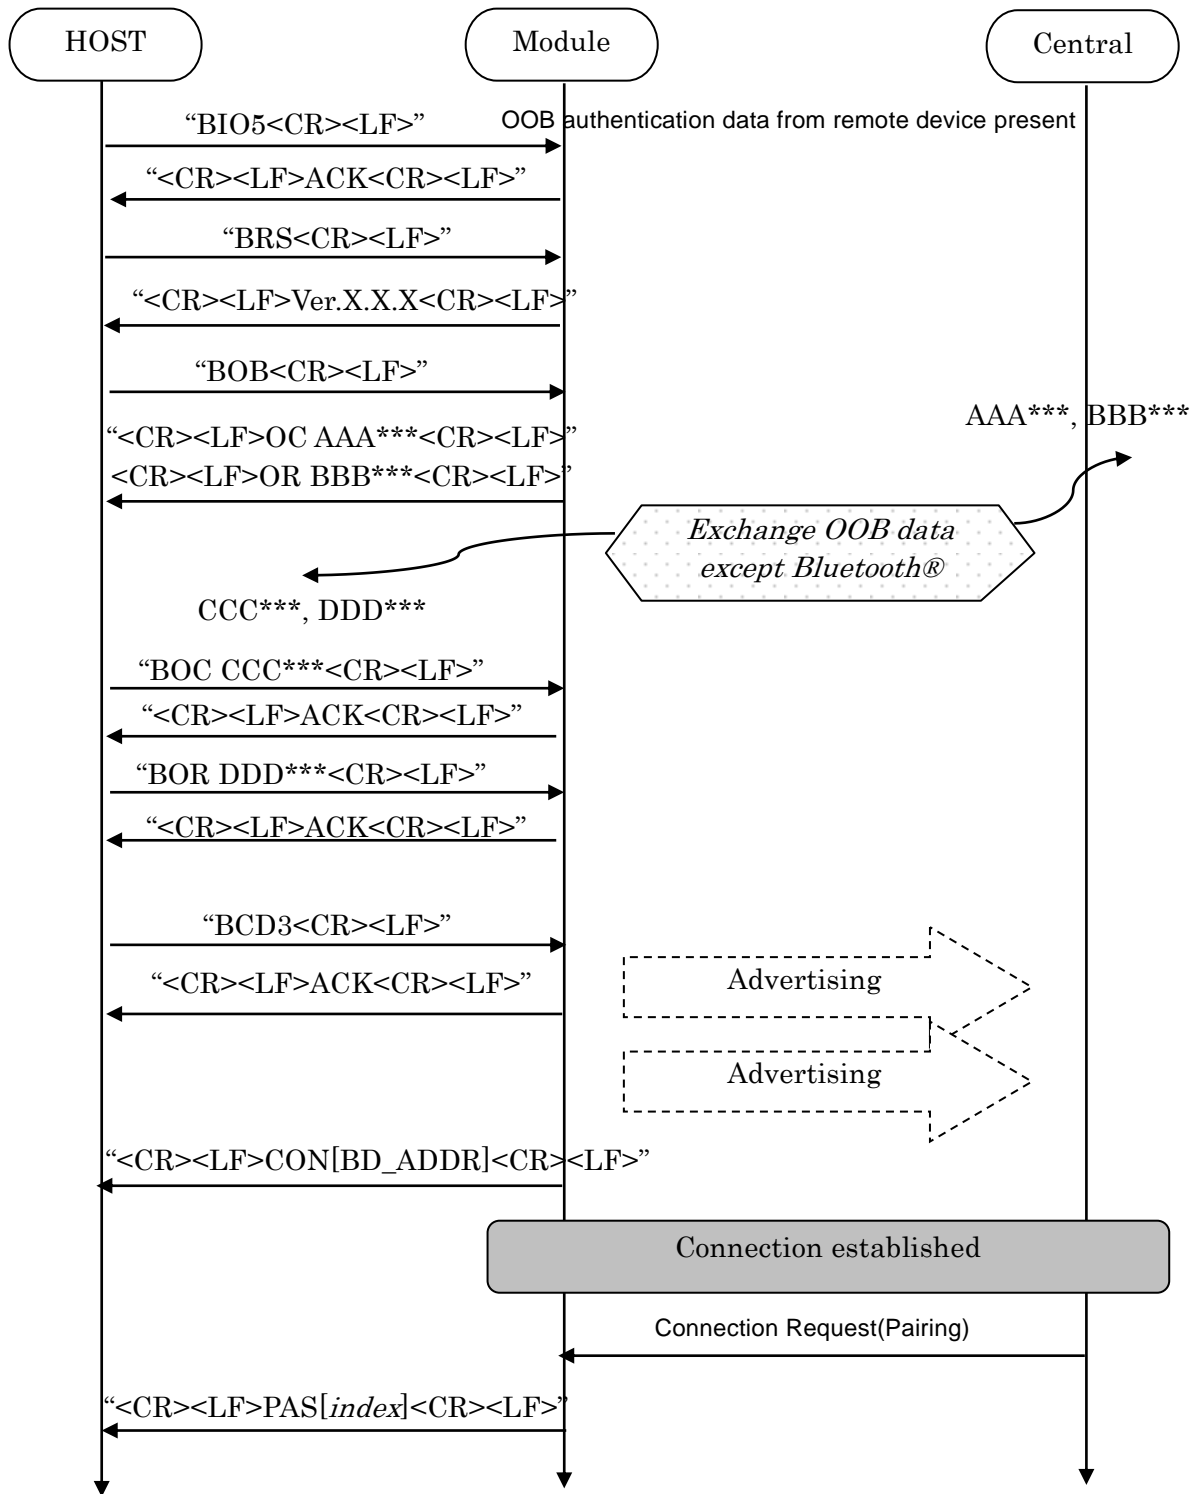 HOST
Module
Central
“BIO5<CR><LF>”
OOB authentication data from remote device present
“<CR><LF>ACK<CR><LF>”
“BRS<CR><LF>”
“<CR><LF>Ver.X.X.X<CR><LF>”
“BOB<CR><LF>”
AAA***, BBB***
“<CR><LF>OC AAA***<CR><LF>”
<CR><LF>OR BBB***<CR><LF>”
Exchange OOB data
except Bluetooth®
CCC***, DDD***
“BOC CCC***<CR><LF>”
“<CR><LF>ACK<CR><LF>”
“BOR DDD***<CR><LF>”
“<CR><LF>ACK<CR><LF>”
“BCD3<CR><LF>”
“<CR><LF>ACK<CR><LF>”
Advertising
Advertising
“<CR><LF>CON[BD_ADDR]<CR><LF>”
Connection established
Connection Request(Pairing)
“<CR><LF>PAS[index]<CR><LF>”